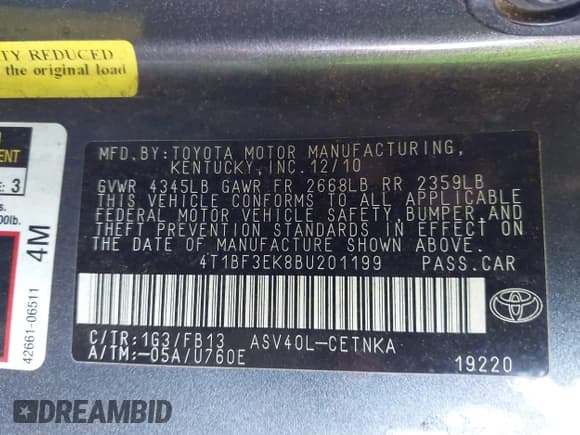 TY REDUCED
the original load
ENT
E: 3
s.
00lb.
4M
42661-06511
MFD.BY:TOYOTA MOTOR MANUFACTURING,
KENTUCKY,INC.12/10
GVWR 4345LB GAWR FR 2668LB RR 2359LB
THIS VEHICLE CONFORMS TO ALL APPLICABLE
FEDERAL MOTOR VEHICLE SAFETY,BUMPER,AND
THEFT PREVENTION STANDARDS IN EFFECT ON
THE DATE OF MANUFACTURE SHOWN ABOVE.
4T1BF3EK8BU201199 PASS.CAR
C/TR:1G3/FB13 ASV40L-CETNKA
A/TM:-05A/U760E
19220
DREAMBID